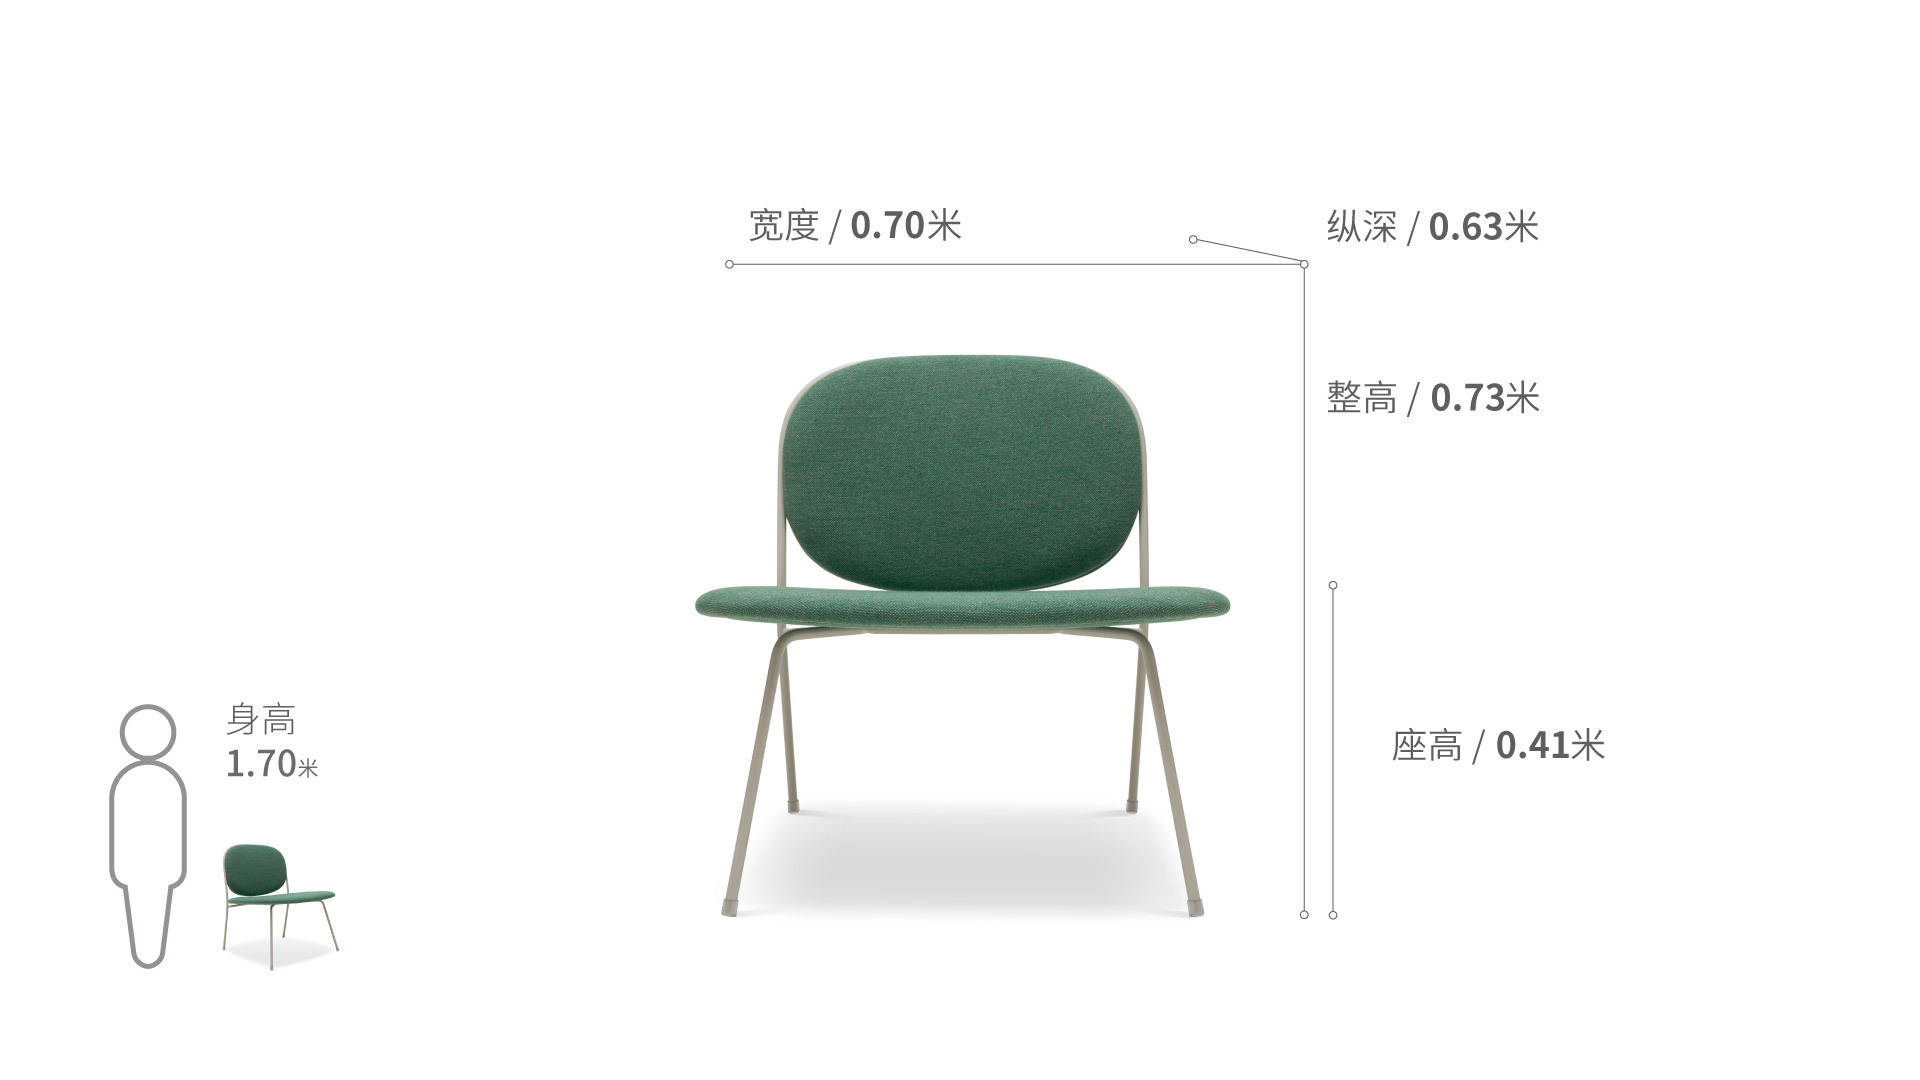 宽度 / 0.70米
纵深 / 0.63米
整高 / 0.73米
座高 / 0.41米
身高
1.70米